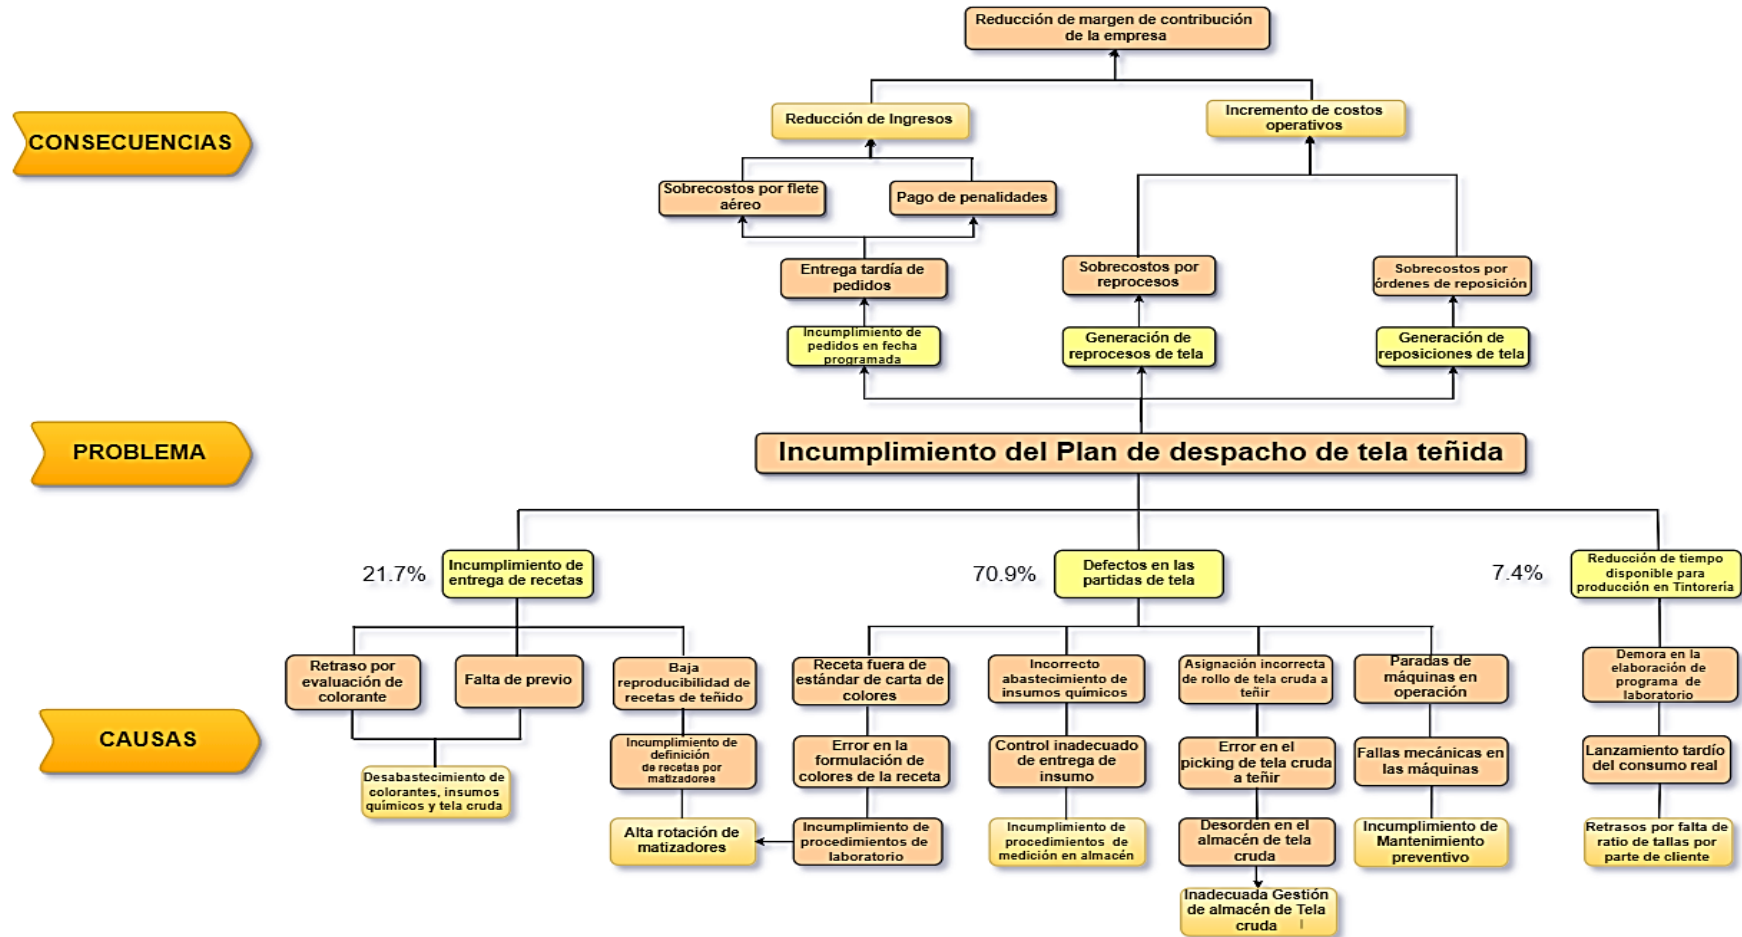 Reducción de margen de contribución
de la empresa
CONSECUENCIAS
Reducción de Ingresos
Incremento de costos
operativos
Sobrecostos por flete
aéreo
Pago de penalidades
Entrega tardía de
pedidos
Sobrecostos por
reprocesos
Sobrecostos por
órdenes de reposición
Incumplimiento de
pedidos en fecha
programada
Generación de
reprocesos de tela
Generación de
reposiciones de tela
PROBLEMA
Incumplimiento del Plan de despacho de tela teñida
21.7%
Incumplimiento de
entrega de recetas
70.9%
Defectos en las
partidas de tela
7.4%
Reducción de tiempo
disponible para
producción en Tintorería
CAUSAS
Retraso por
evaluación de
colorante
Falta de previo
Baja
reproducibilidad de
recetas de teñido
Receta fuera de
estándar de carta de
colores
Incorrecto
abastecimiento de
insumos químicos
Asignación incorrecta
de rollo de tela cruda a
teñir
Paradas de
máquinas en
operación
Demora en la
elaboración de
programa de
laboratorio
Desabastecimiento de
colorantes, insumos
químicos y tela cruda
Incumplimiento de
definición
de recetas por
matizadores
Error en la
formulación de
colores de la receta
Control inadecuado
de entrega de
insumo
Error en el
picking de tela cruda
a teñir
Fallas mecánicas en
las máquinas
Lanzamiento tardío
del consumo real
Alta rotación de
matizadores
Incumplimiento de
procedimientos de
laboratorio
Incumplimiento de
procedimientos de
medición en almacén
Desorden en el
almacén de tela
cruda
Incumplimiento de
Mantenimiento
preventivo
Retrasos por falta de
ratio de tallas por
parte de cliente
Inadecuada Gestión
de almacén de Tela
cruda